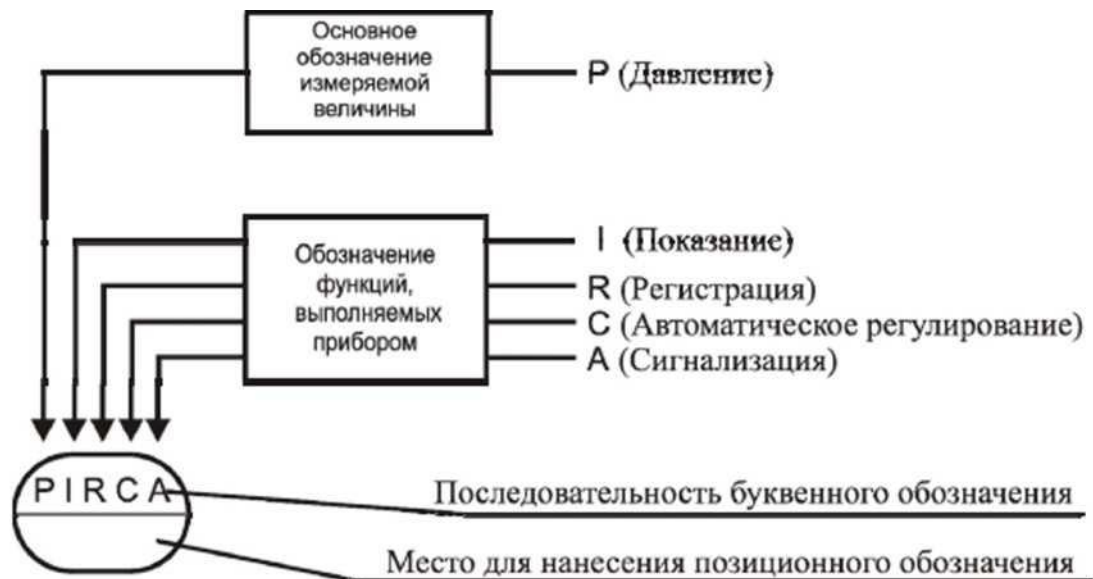 Основное
обозначение
измеряемой
величины
P (Давление)
Обозначение
функций,
выполняемых
прибором
I (Показание)
R (Регистрация)
C (Автоматическое регулирование)
A (Сигнализация)
PIRCA
Последовательность буквенного обозначения
Место для нанесения позиционного обозначения